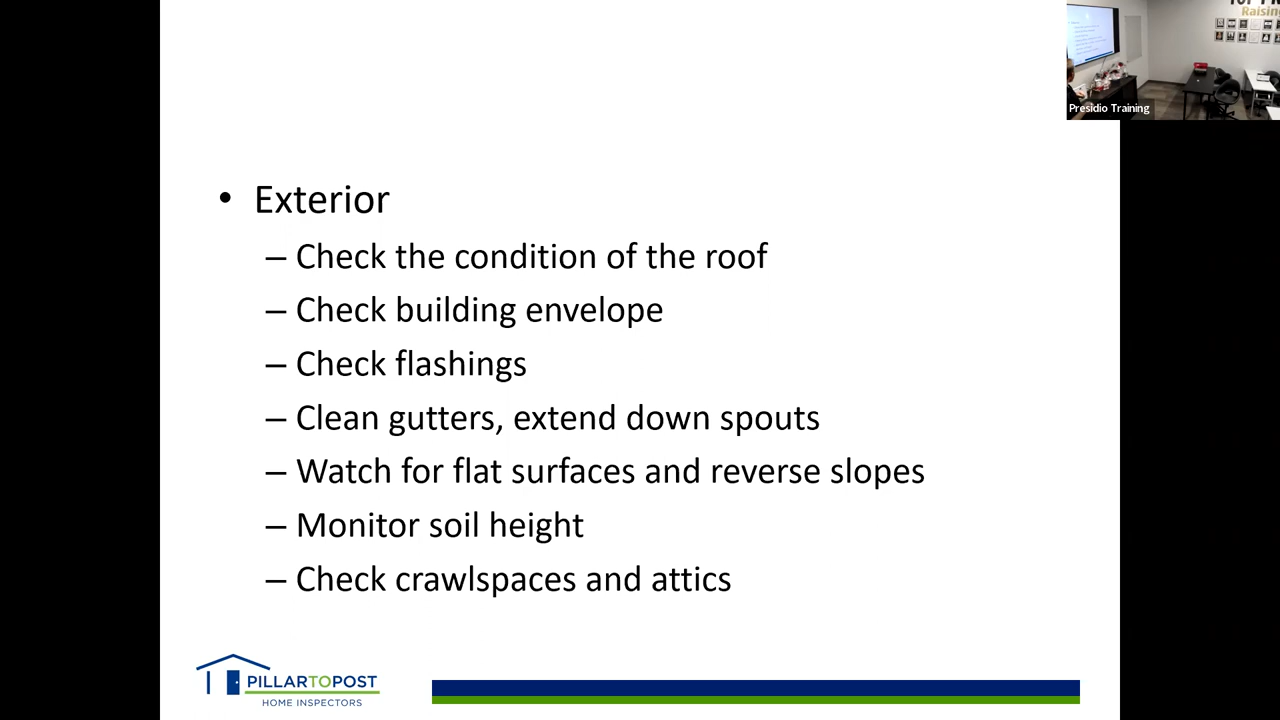 • Exterior
– Check the condition of the roof
– Check building envelope
– Check flashings
– Clean gutters, extend down spouts
– Watch for flat surfaces and reverse slopes
– Monitor soil height
– Check crawlspaces and attics
PILLARTOPOST
HOME INSPECTORS
Raisin
Presidio Training